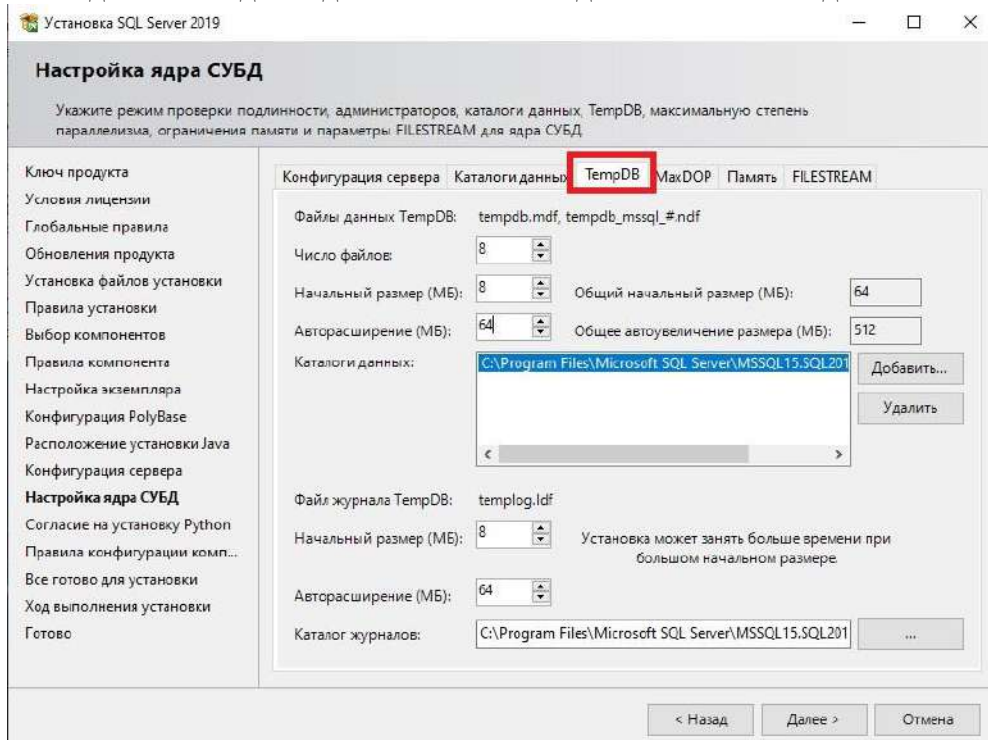 Установка SQL Server 2019
Настройка ядра СУБД
Укажите режим проверки подлинности, администраторов, каталоги данных, TempDB, максимальную степень
параллелизма, ограничения памяти и параметры FILESTREAM для ядра СУБД.
Ключ продукта
Условия лицензии
Глобальные правила
Обновления продукта
Установка файлов установки
Правила установки
Выбор компонентов
Правила компонента
Настройка экземпляра
Конфигурация PolyBase
Расположение установки Java
Конфигурация сервера
Настройка ядра СУБД
Согласие на установку Python
Правила конфигурации комп...
Все готово для установки
Ход выполнения установки
Готово
Конфигурация сервера Каталоги данных TempDB MaxDOP Память FILESTREAM
Файлы данных TempDB: tempdb.mdf, tempdb_mssql_#.ndf
Число файлов: 8
Начальный размер (МБ): 8 Общий начальный размер (МБ): 64
Авторасширение (МБ): 64 Общее автоувеличение размера (МБ): 512
Каталоги данных: C:\Program Files\Microsoft SQL Server\MSSQL15.SQL201 Добавить...
Удалить
Файл журнала TempDB: templog.ldf
Начальный размер (МБ): 8 Установка может занять больше времени при
большом начальном размере.
Авторасширение (МБ): 64
Каталог журналов: C:\Program Files\Microsoft SQL Server\MSSQL15.SQL201 ...
< Назад Далее > Отмена